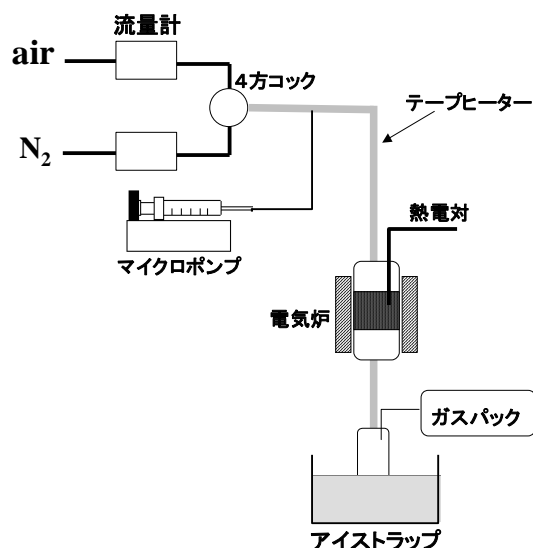 流量計
air
4方コック
テープヒーター
N2
熱電対
マイクロポンプ
電気炉
ガスパック
アイストラップ